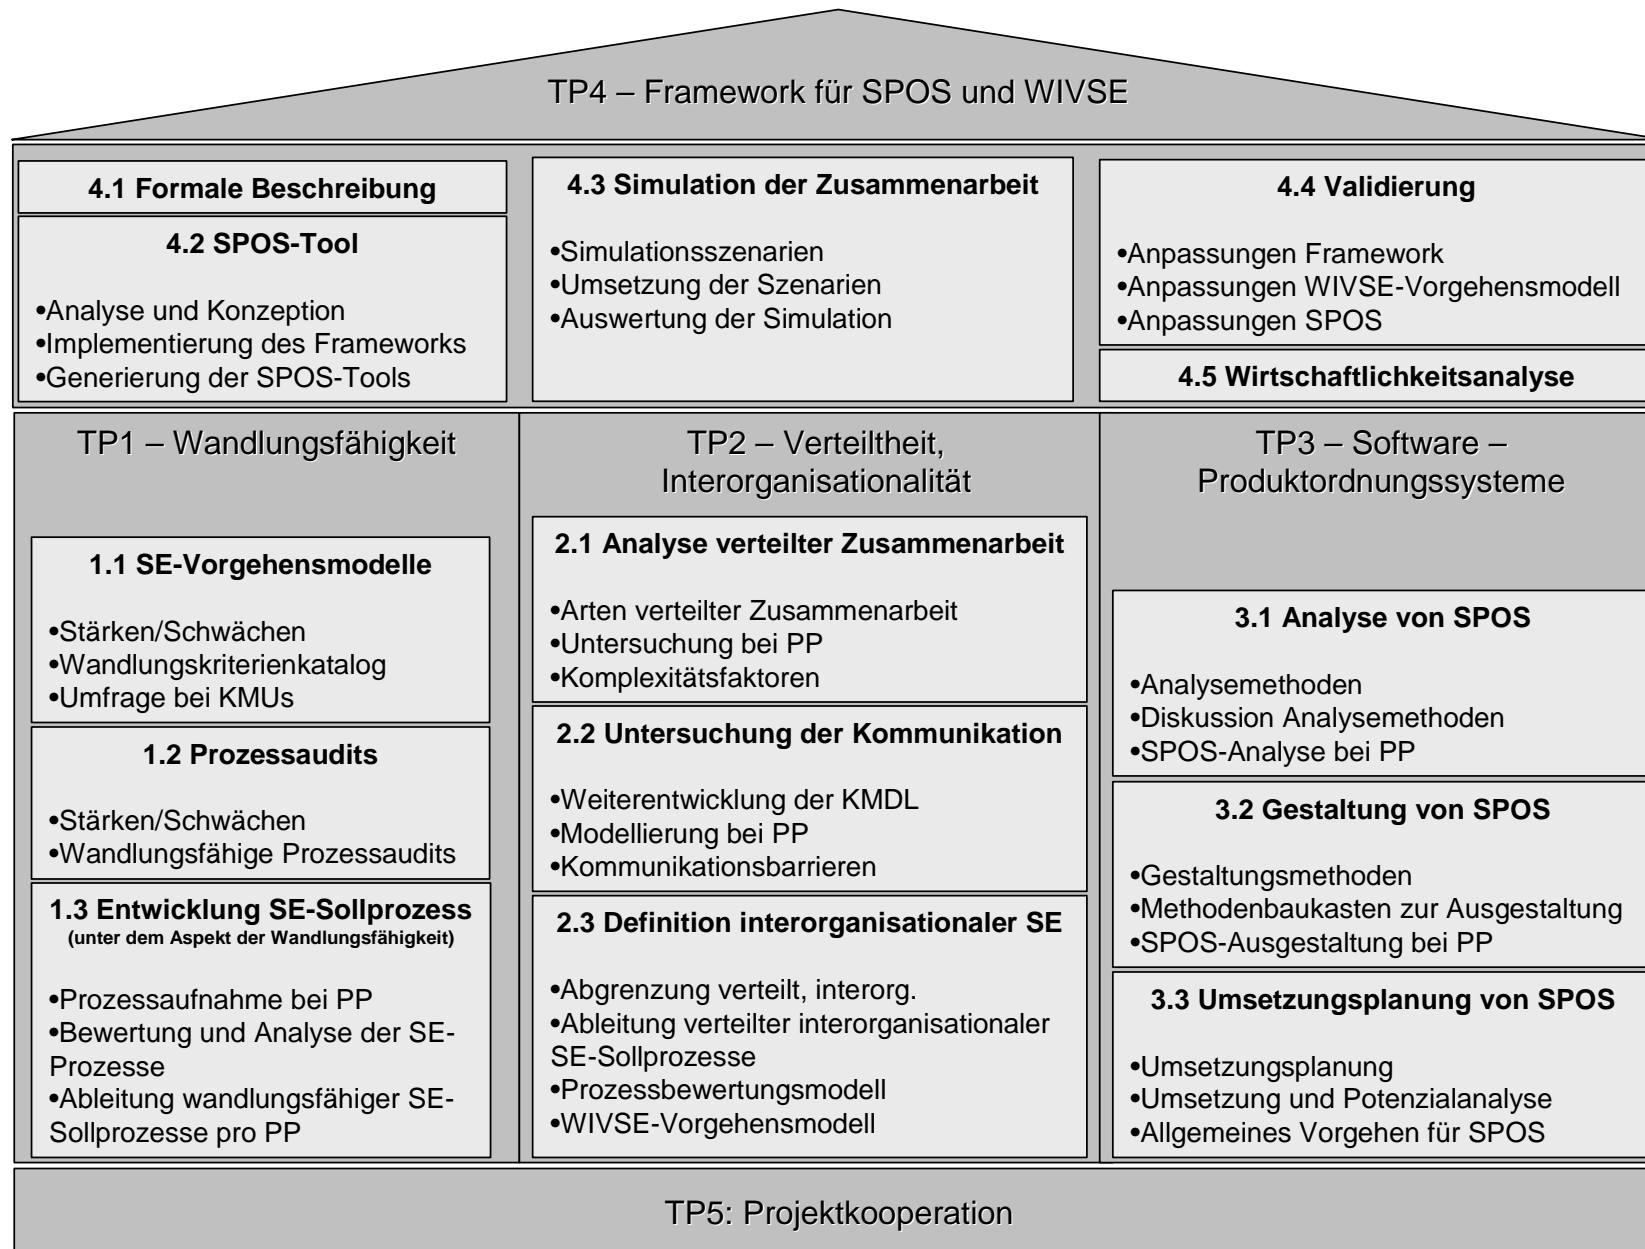 TP4 – Framework für SPOS und WIVSE
4.1 Formale Beschreibung
4.2 SPOS-Tool
•Analyse und Konzeption
•Implementierung des Frameworks
•Generierung der SPOS-Tools
4.3 Simulation der Zusammenarbeit
•Simulationsszenarien
•Umsetzung der Szenarien
•Auswertung der Simulation
4.4 Validierung
•Anpassungen Framework
•Anpassungen WIVSE-Vorgehensmodell
•Anpassungen SPOS
4.5 Wirtschaftlichkeitsanalyse
TP1 – Wandlungsfähigkeit
1.1 SE-Vorgehensmodelle
•Stärken/Schwächen
•Wandlungskriterienkatalog
•Umfrage bei KMUs
1.2 Prozessaudits
•Stärken/Schwächen
•Wandlungsfähige Prozessaudits
1.3 Entwicklung SE-Sollprozess
(unter dem Aspekt der Wandlungsfähigkeit)
•Prozessaufnahme bei PP
•Bewertung und Analyse der SE-
Prozesse
•Ableitung wandlungsfähiger SE-
Sollprozesse pro PP
TP2 – Verteiltheit,
Interorganisationalität
2.1 Analyse verteilter Zusammenarbeit
•Arten verteilter Zusammenarbeit
•Untersuchung bei PP
•Komplexitätsfaktoren
2.2 Untersuchung der Kommunikation
•Weiterentwicklung der KMDL
•Modellierung bei PP
•Kommunikationsbarrieren
2.3 Definition interorganisationaler SE
•Abgrenzung verteilt, interorg.
•Ableitung verteilter interorganisationaler
SE-Sollprozesse
•Prozessbewertungsmodell
•WIVSE-Vorgehensmodell
TP3 – Software –
Produktordnungssysteme
3.1 Analyse von SPOS
•Analysemethoden
•Diskussion Analysemethoden
•SPOS-Analyse bei PP
3.2 Gestaltung von SPOS
•Gestaltungsmethoden
•Methodenbaukasten zur Ausgestaltung
•SPOS-Ausgestaltung bei PP
3.3 Umsetzungsplanung von SPOS
•Umsetzungsplanung
•Umsetzung und Potenzialanalyse
•Allgemeines Vorgehen für SPOS
TP5: Projektkooperation